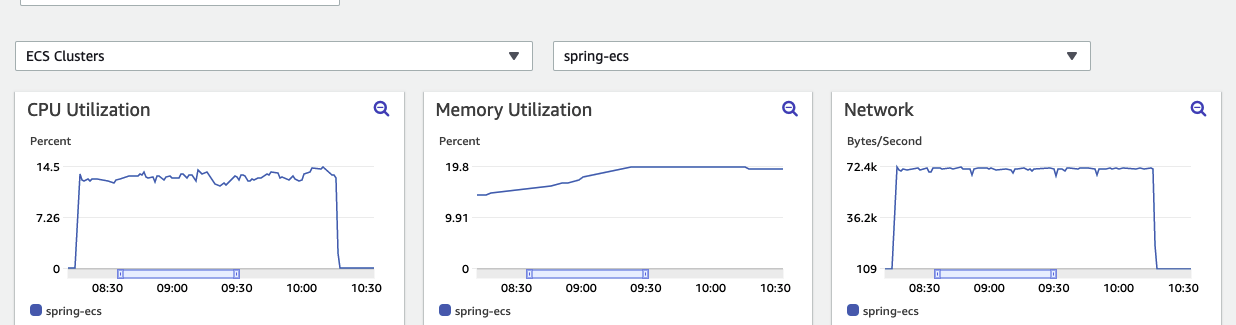 ECS Clusters
spring-ecs
CPU Utilization
Percent
14.5
7.26
0
08:30 09:00 09:30 10:00 10:30
spring-ecs
Memory Utilization
Percent
19.8
9.91
0
08:30 09:00 09:30 10:00 10:30
spring-ecs
Network
Bytes/Second
72.4k
36.2k
109
08:30 09:00 09:30 10:00 10:30
spring-ecs